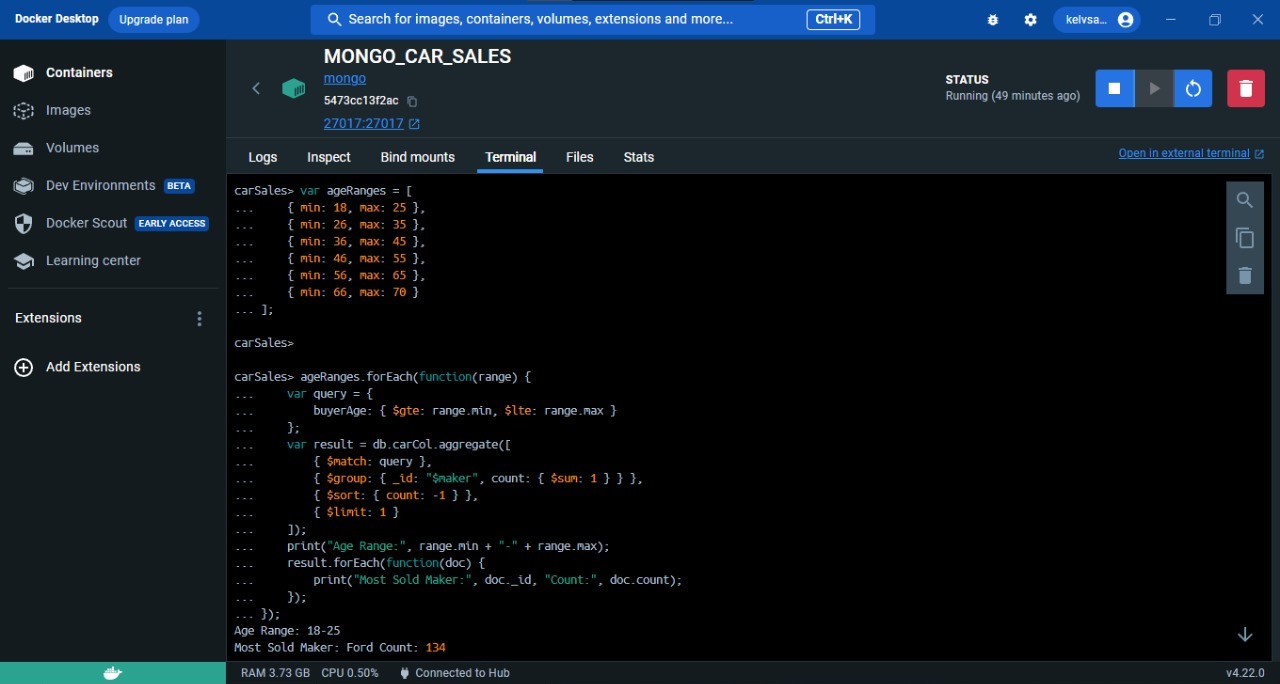 Docker Desktop
Upgrade plan
Search for images, containers, volumes, extensions and more...
Ctrl+K
kelvsa...
Containers
Images
Volumes
Dev Environments BETA
Docker Scout EARLY ACCESS
Learning center
Extensions
Add Extensions
MONGO_CAR_SALES
mongo
5473cc13f2ac
27017:27017
STATUS
Running (49 minutes ago)
Logs Inspect Bind mounts Terminal Files Stats
Open in external terminal
carSales> var ageRanges = [
...     { min: 18, max: 25 },
...     { min: 26, max: 35 },
...     { min: 36, max: 45 },
...     { min: 46, max: 55 },
...     { min: 56, max: 65 },
...     { min: 66, max: 70 }
... ];
carSales>
carSales> ageRanges.forEach(function(range) {
...     var query = {
...         buyerAge: { $gte: range.min, $lte: range.max }
...     };
...     var result = db.carCol.aggregate([
...         { $match: query },
...         { $group: { _id: "$maker", count: { $sum: 1 } } },
...         { $sort: { count: -1 } },
...         { $limit: 1 }
...     ]);
...     print("Age Range:", range.min + "-" + range.max);
...     result.forEach(function(doc) {
...         print("Most Sold Maker:", doc._id, "Count:", doc.count);
...     });
... });
Age Range: 18-25
Most Sold Maker: Ford Count: 134
RAM 3.73 GB CPU 0.50% Connected to Hub
v4.22.0